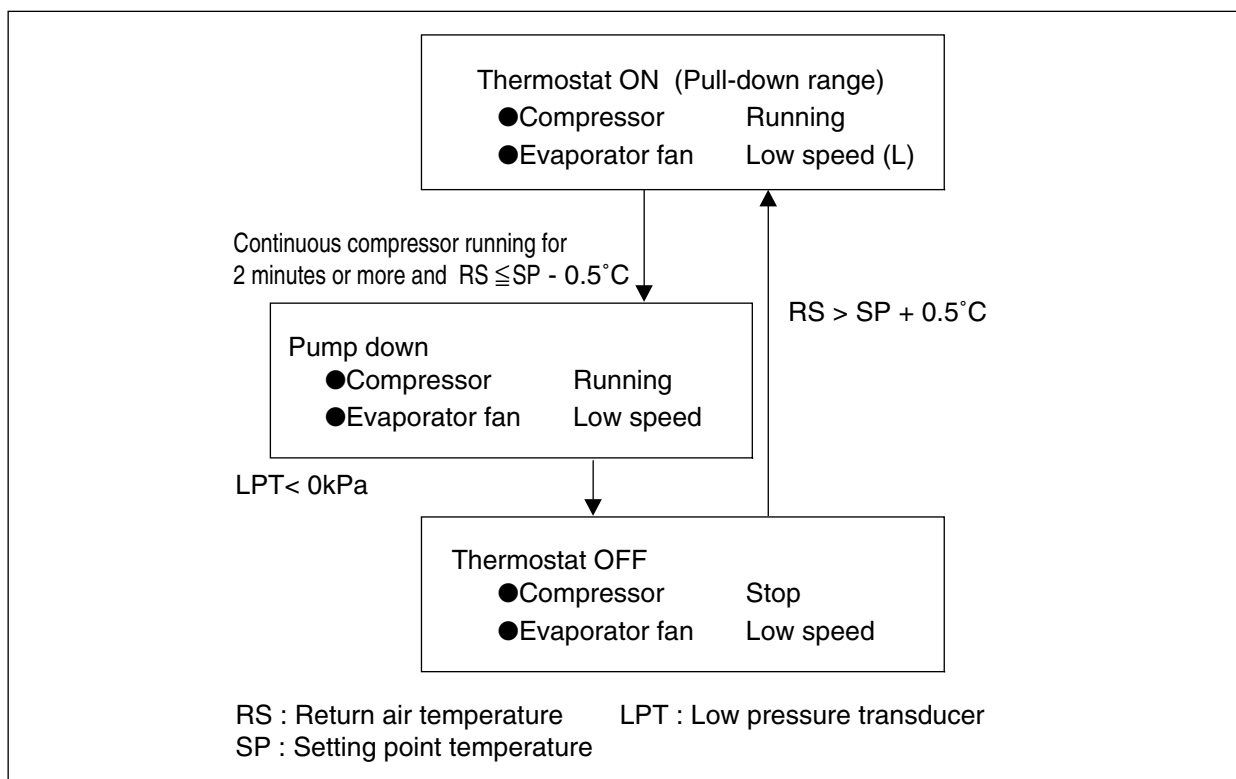 Thermostat ON (Pull-down range)
●Compressor Running
●Evaporator fan Low speed (L)
Continuous compressor running for
2 minutes or more and RS ≦SP - 0.5˚C
RS > SP + 0.5˚C
Pump down
●Compressor Running
●Evaporator fan Low speed
LPT< 0kPa
Thermostat OFF
●Compressor Stop
●Evaporator fan Low speed
RS : Return air temperature LPT : Low pressure transducer
SP : Setting point temperature